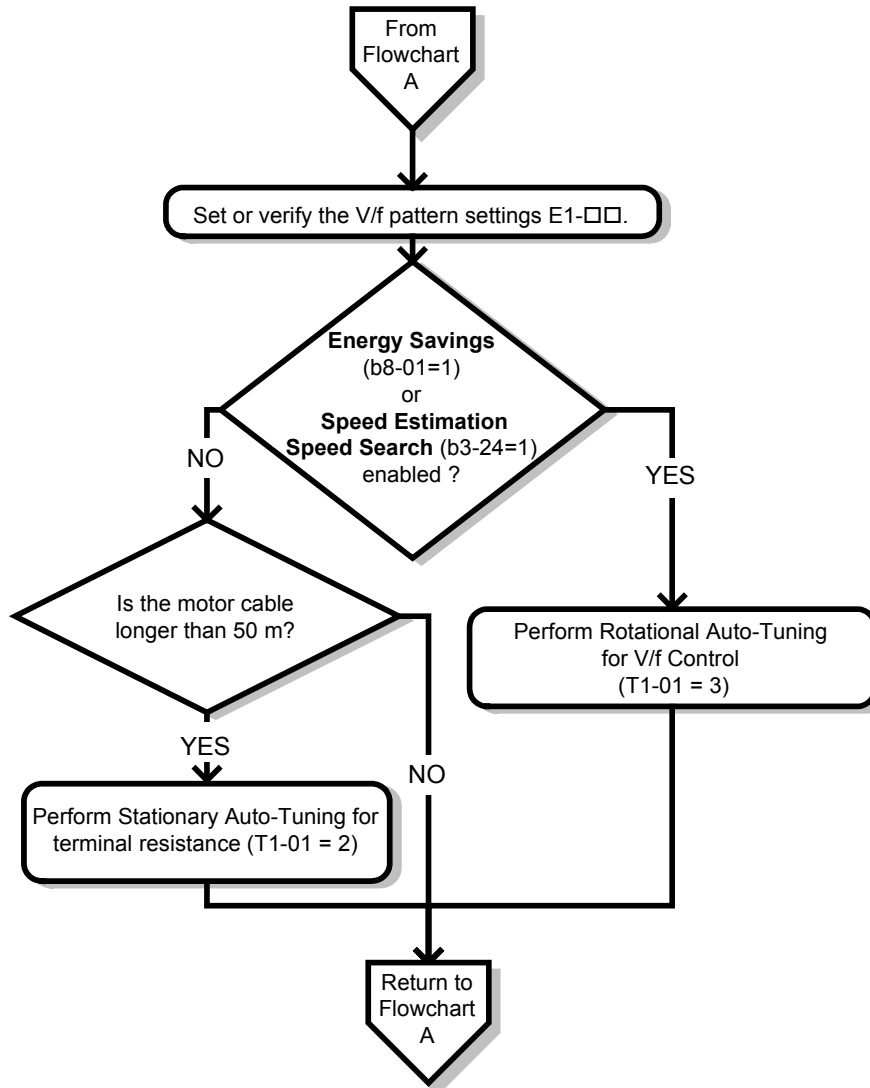 From
Flowchart
A
Set or verify the V/f pattern settings E1-□□.
Energy Savings
(b8-01=1)
or
Speed Estimation
Speed Search (b3-24=1)
enabled ?
NO
YES
Is the motor cable
longer than 50 m?
Perform Rotational Auto-Tuning
for V/f Control
(T1-01 = 3)
YES
NO
Perform Stationary Auto-Tuning for
terminal resistance (T1-01 = 2)
Return to
Flowchart
A